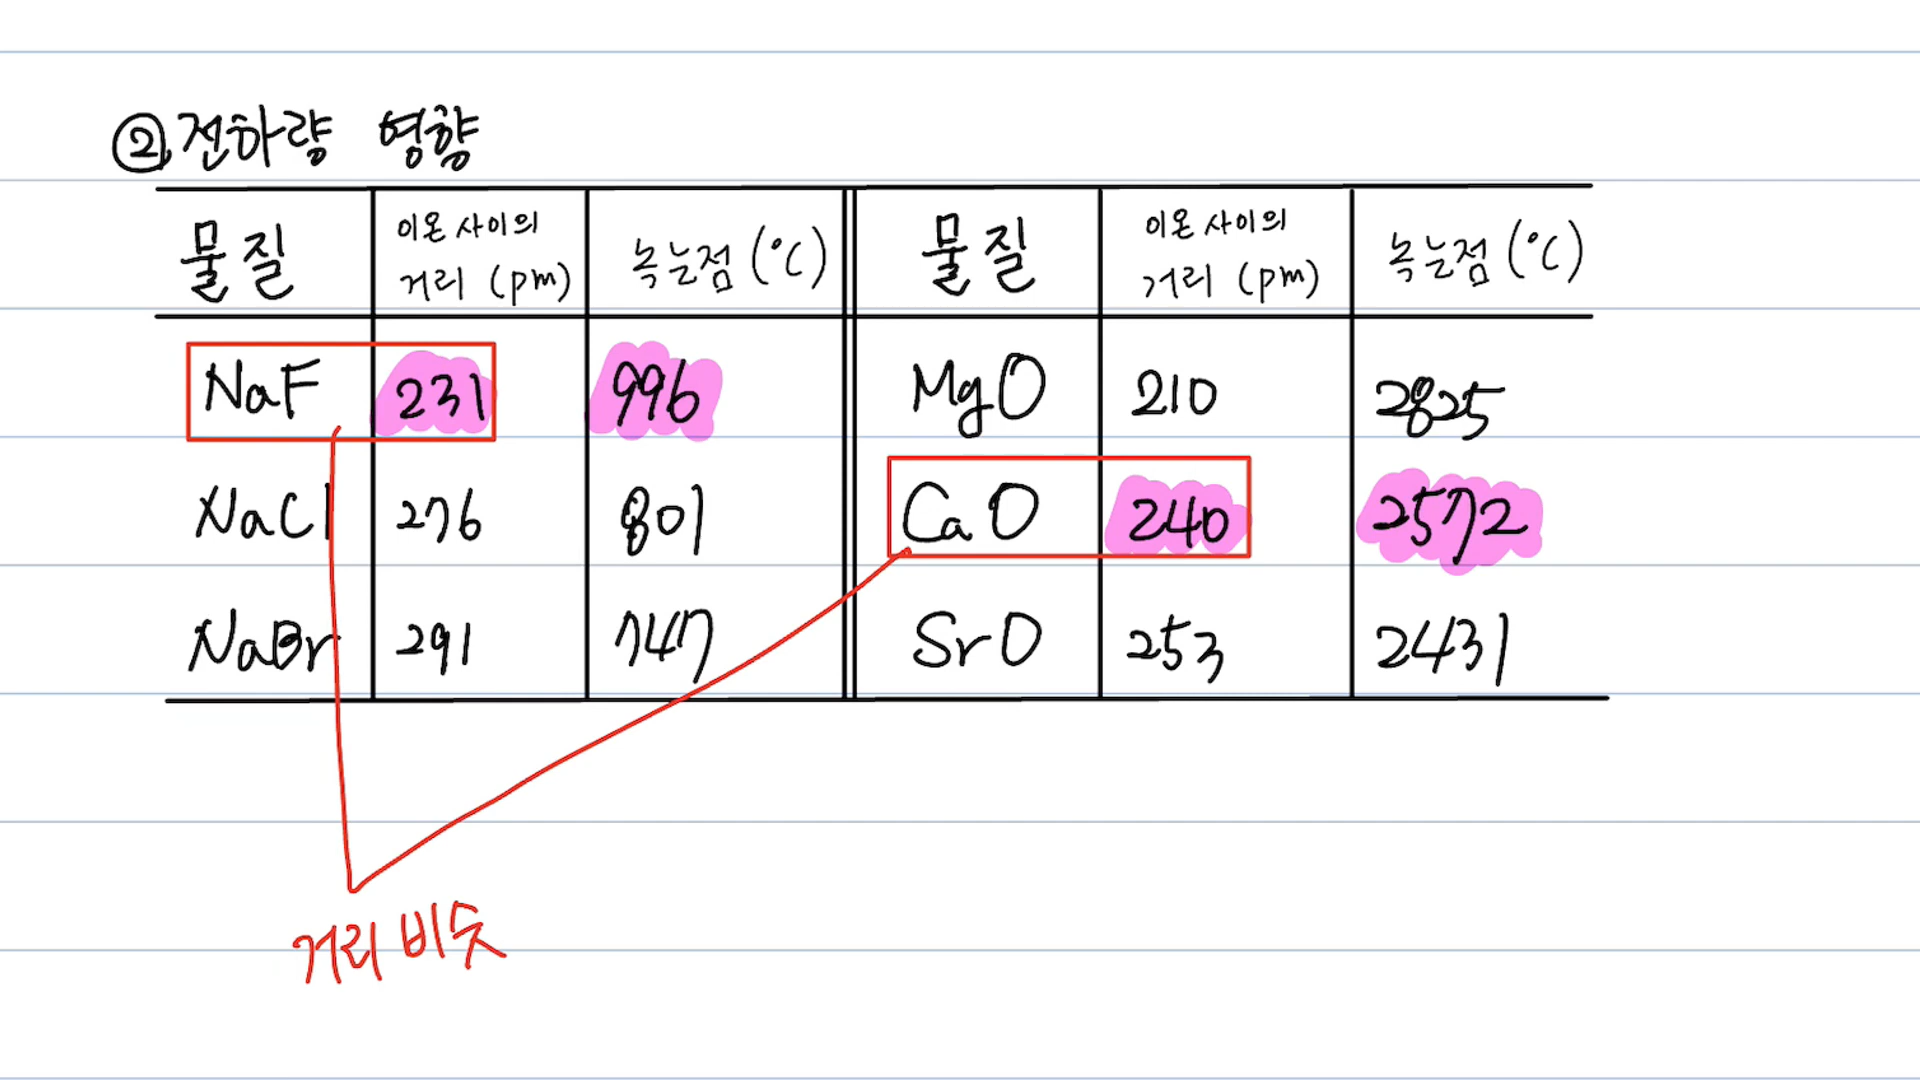 ② 전하량 영향
물질 이온 사이의 거리 (pm) 녹는점 (°C) 물질 이온 사이의 거리 (pm) 녹는점 (°C)
NaF 231 996 MgO 210 2825
NaCl 276 801 CaO 240 2572
NaBr 291 747 SrO 253 2431
거리 비슷